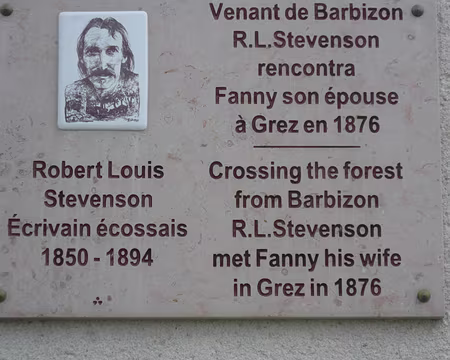 Robert Louis
Stevenson
Écrivain écossais
1850 - 1894
Venant de Barbizon
R.L.Stevenson
rencontra
Fanny son épouse
à Grez en 1876
Crossing the forest
from Barbizon
R.L.Stevenson
met Fanny his wife
in Grez in 1876